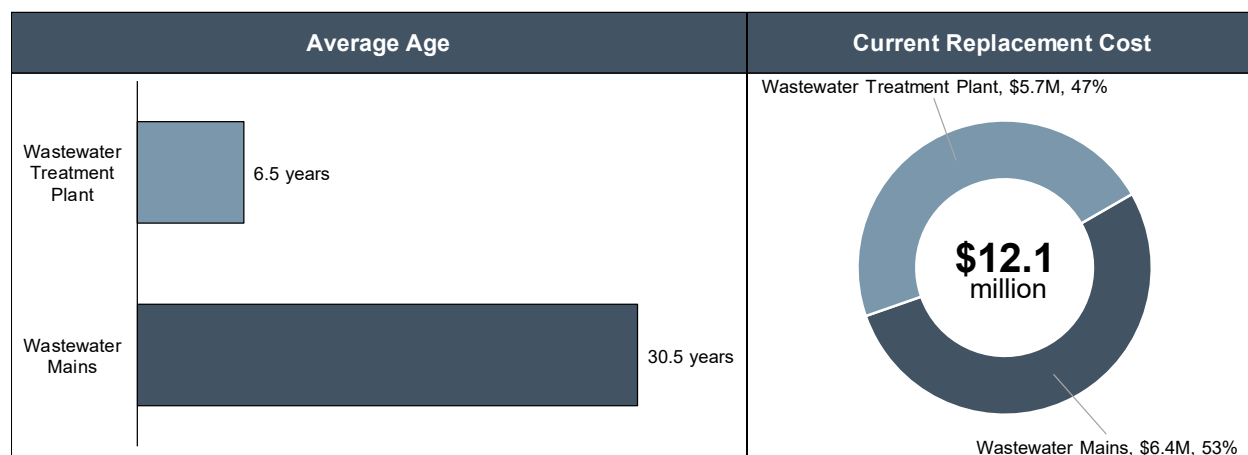 Average Age
Wastewater
Treatment
Plant
6.5 years
Wastewater
Mains
30.5 years
Current Replacement Cost
Wastewater Treatment Plant, $5.7M, 47%
$12.1
million
Wastewater Mains, $6.4M, 53%